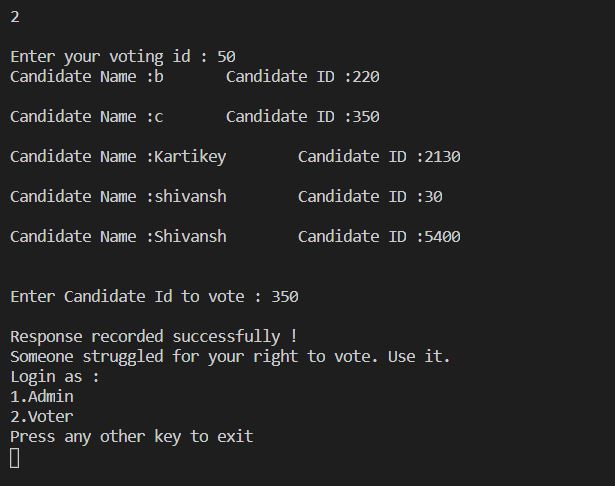 2
Enter your voting id : 50
Candidate Name :b Candidate ID :220
Candidate Name :c Candidate ID :350
Candidate Name :Kartikey Candidate ID :2130
Candidate Name :shivansh Candidate ID :30
Candidate Name :Shivansh Candidate ID :5400
Enter Candidate Id to vote : 350
Response recorded successfully !
Someone struggled for your right to vote. Use it.
Login as :
1.Admin
2.Voter
Press any other key to exit